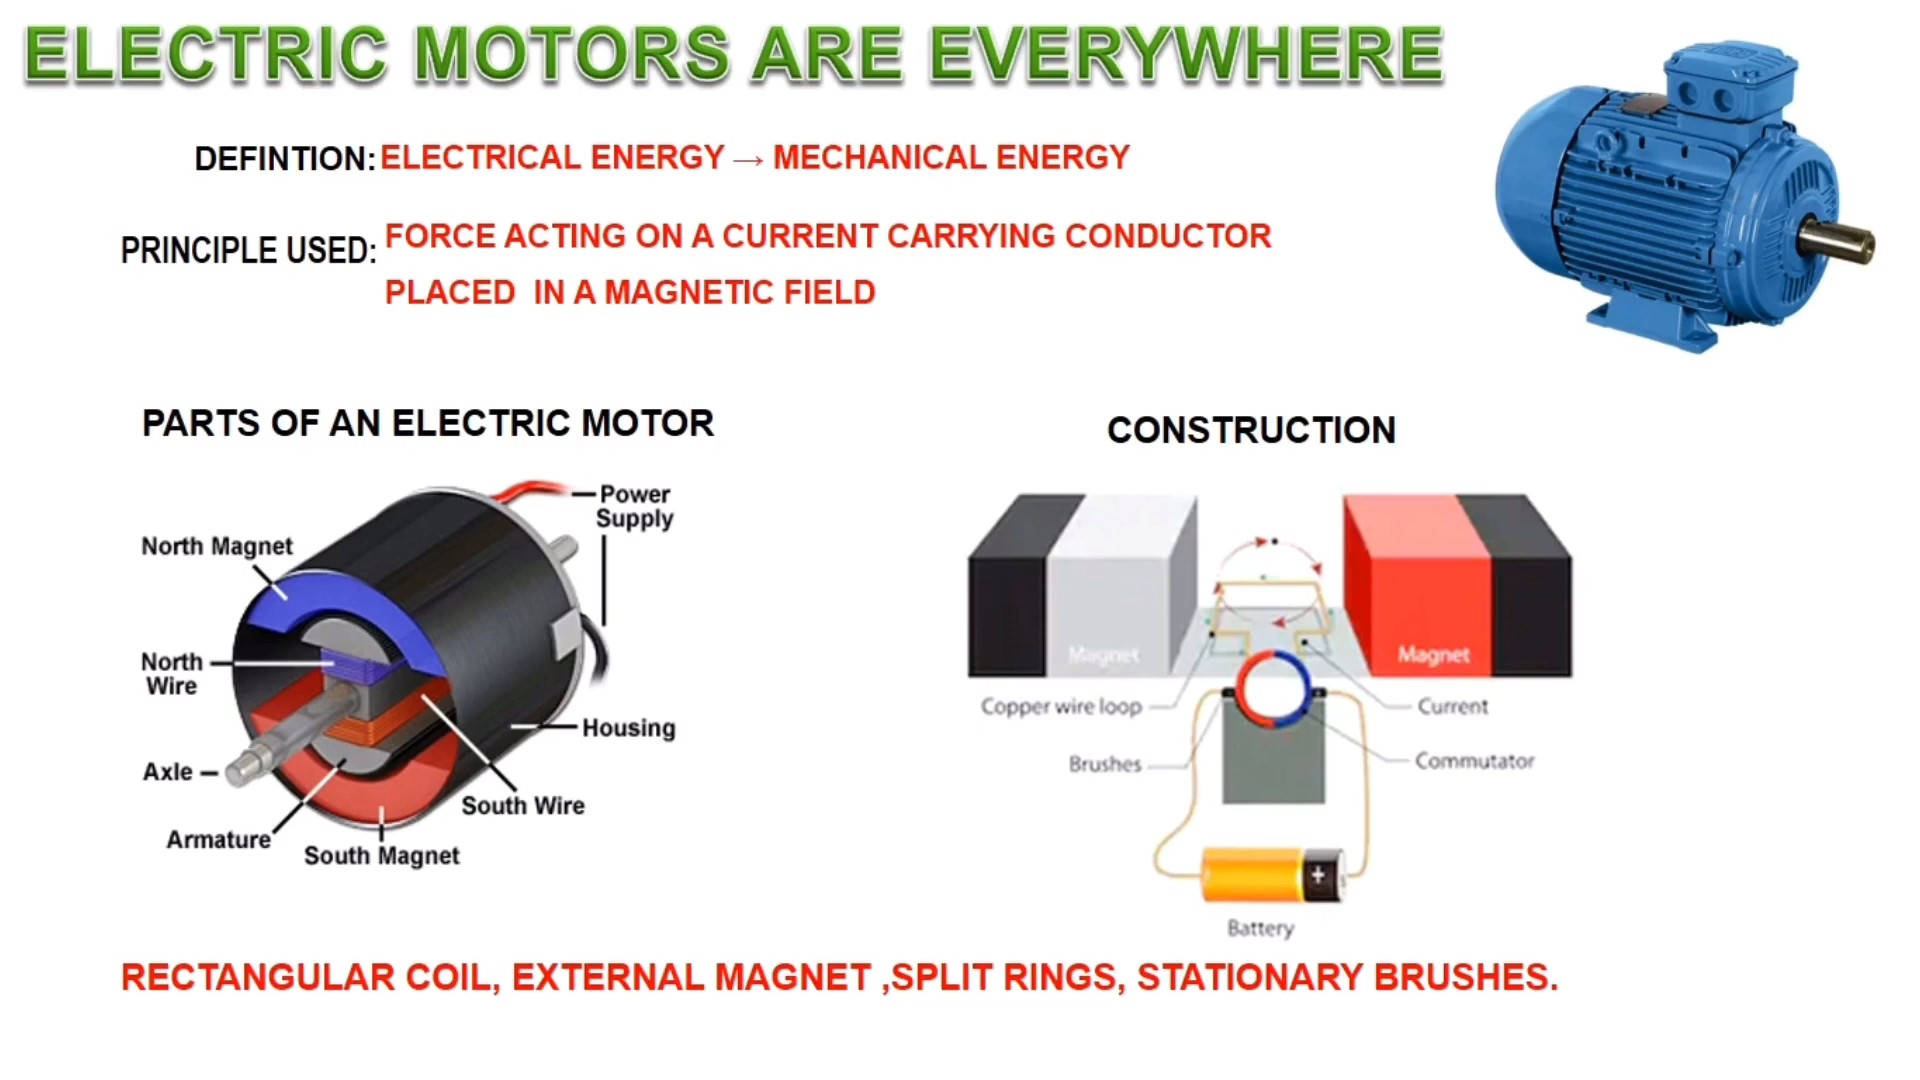 ELECTRIC MOTORS ARE EVERYWHERE
DEFINTION: ELECTRICAL ENERGY → MECHANICAL ENERGY
PRINCIPLE USED: FORCE ACTING ON A CURRENT CARRYING CONDUCTOR
PLACED IN A MAGNETIC FIELD
PARTS OF AN ELECTRIC MOTOR
Power
Supply
North Magnet
North
Wire
Housing
Axle
South Wire
Armature
South Magnet
CONSTRUCTION
Magnet
Magnet
Copper wire loop
Current
Brushes
Commutator
+
Battery
RECTANGULAR COIL, EXTERNAL MAGNET ,SPLIT RINGS, STATIONARY BRUSHES.